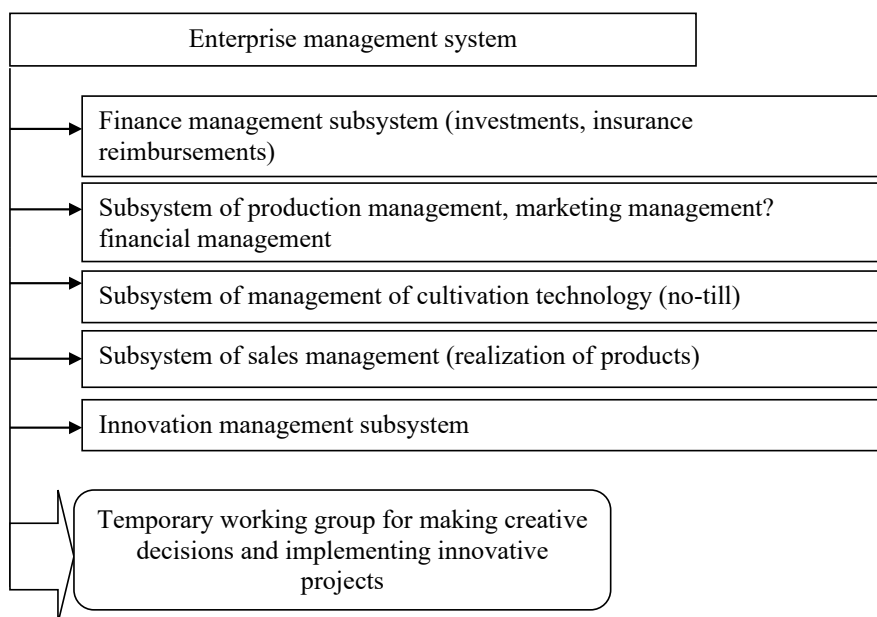 Enterprise management system
Finance management subsystem (investments, insurance
reimbursements)
Subsystem of production management, marketing management?
financial management
Subsystem of management of cultivation technology (no-till)
Subsystem of sales management (realization of products)
Innovation management subsystem
Temporary working group for making creative
decisions and implementing innovative
projects